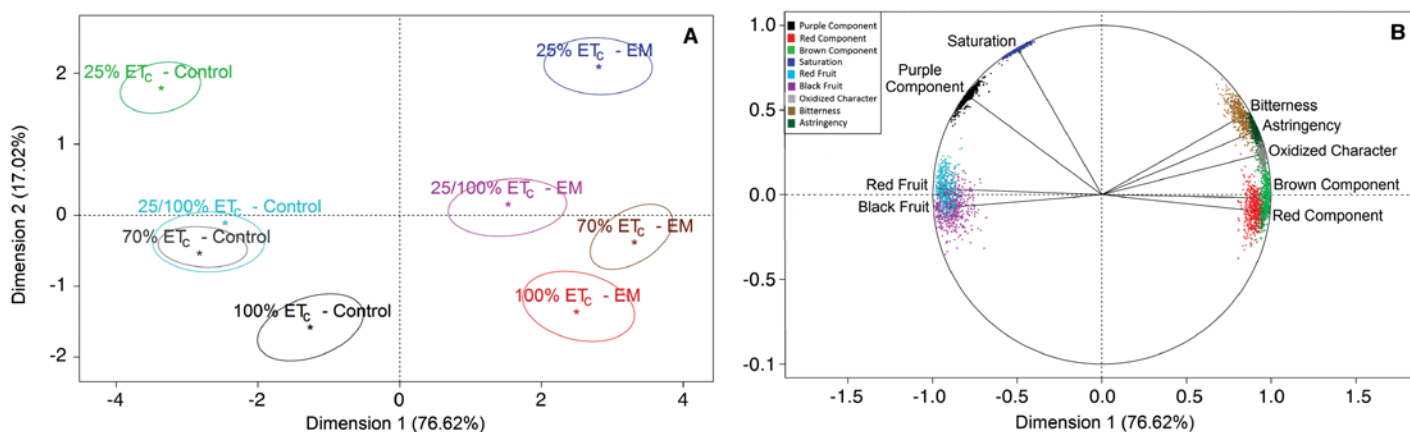 A
25% ETC - Control
25% ETC - EM
25/100% ETC - Control
25/100% ETC - EM
70% ETC - Control
70% ETC - EM
100% ETC - Control
100% ETC - EM
Dimension 2 (17.02%)
2
1
0
-1
-2
-4
-2
0
2
4
Dimension 1 (76.62%)
B
Purple Component
Red Component
Brown Component
Saturation
Red Fruit
Black Fruit
Oxidized Character
Bitterness
Astringency
Saturation
Purple
Component
Bitterness
Astringency
Oxidized Character
Red Fruit
Brown Component
Black Fruit
Red Component
1.0
0.5
0.0
-0.5
-0.1
-1.5
-1.0
-0.5
0.0
0.5
1.0
1.5
Dimension 1 (76.62%)